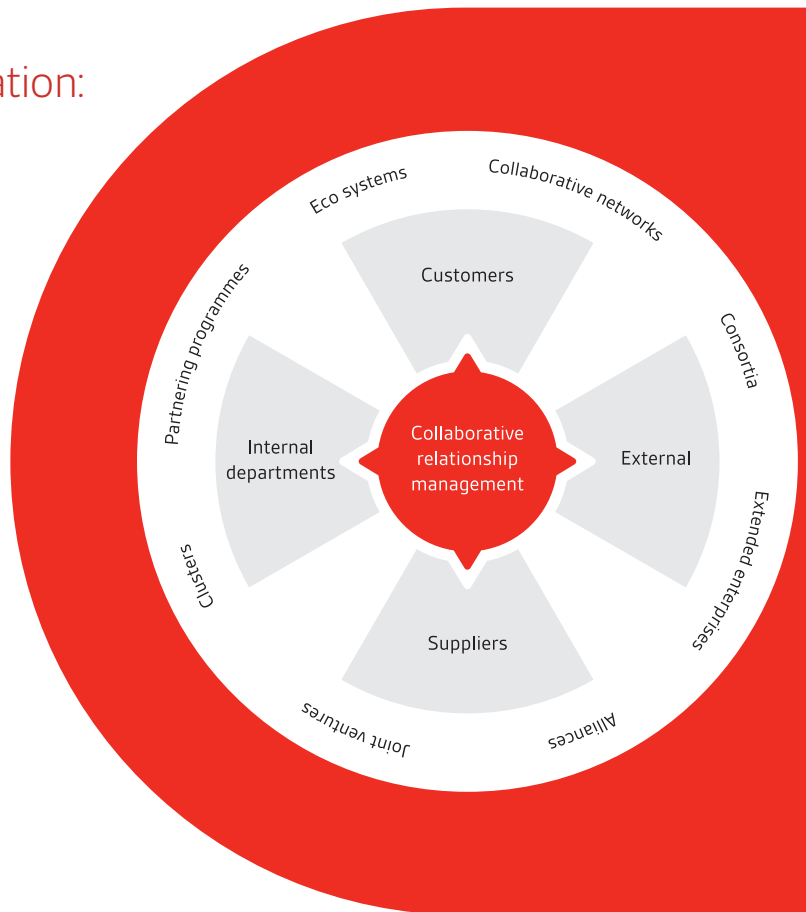 ation:
Eco systems
Collaborative networks
Partnering programmes
Consortia
Customers
Internal
departments
Collaborative
relationship
management
External
Suppliers
Clusters
Extended enterprises
Joint ventures
Alliances